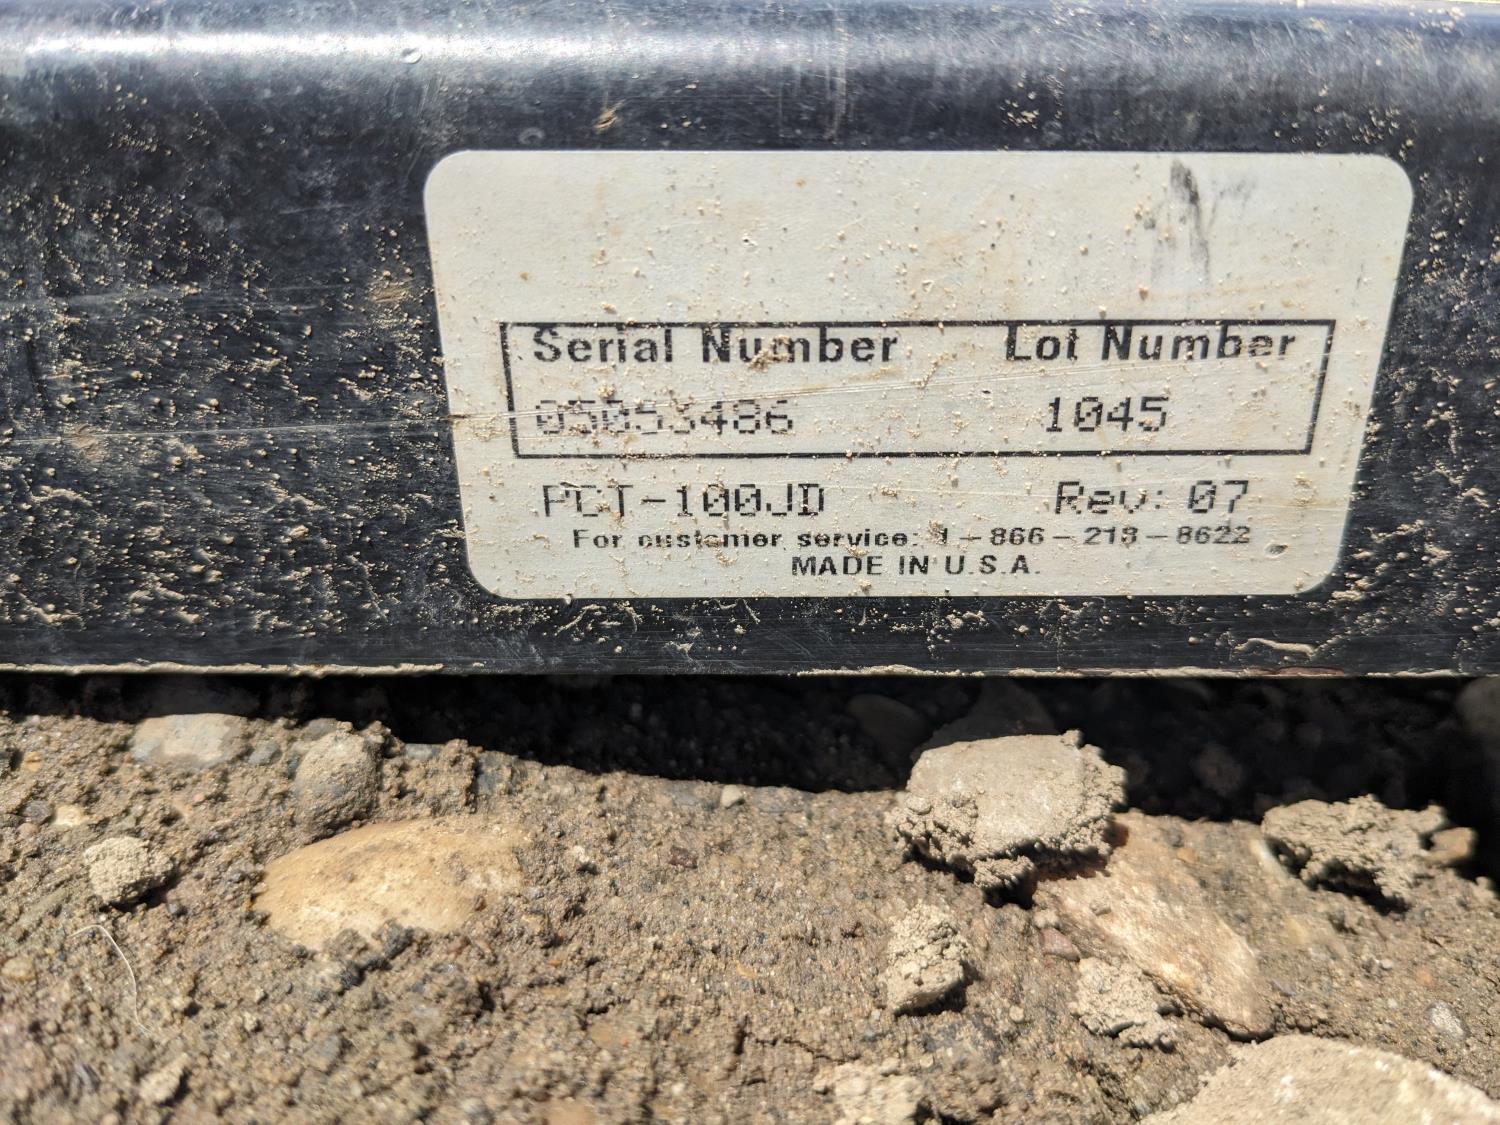 Serial Number Lot Number
05053486 1045
PCT-100JD Rev: 07
For customer service: 1-866-218-8622
MADE IN U.S.A.